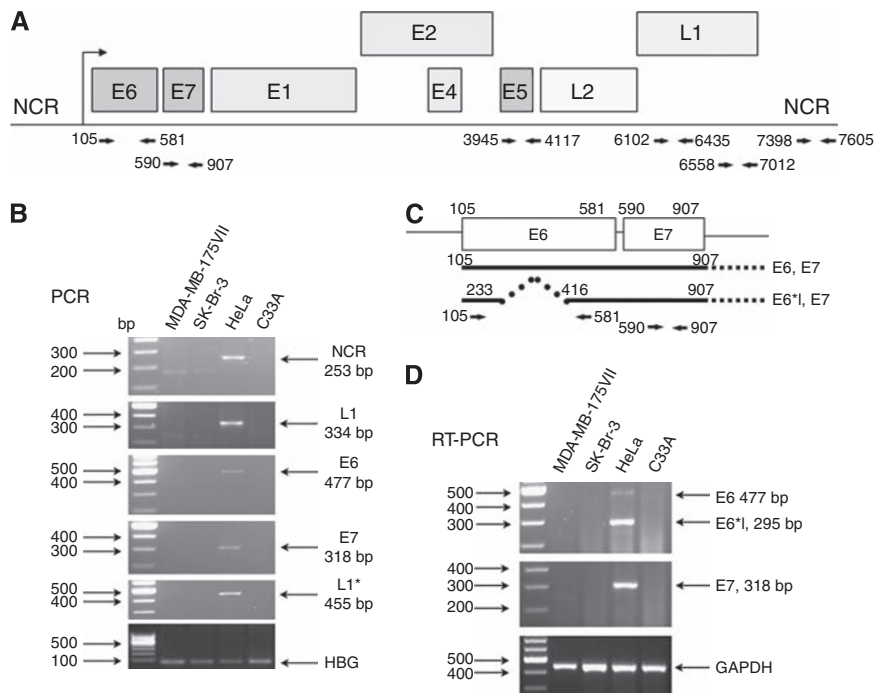 A
E2
L1
E6 E7 E1 E4 E5 L2
NCR NCR
105 581 3945 4117 6102 6435 7398 7605
590 907 6558 7012
B
PCR
bp
MDA-MB-175VII
SK-Br-3
HeLa
C33A
300
200
NCR
253 bp
400
300
L1
334 bp
500
400
E6
477 bp
400
300
E7
318 bp
500
400
L1*
455 bp
500
100
HBG
C
105 581 590 907
E6 E7
105 907
E6, E7
233 416 907
E6*I, E7
105 581
590 907
D
RT-PCR
MDA-MB-175VII
SK-Br-3
HeLa
C33A
500
400
300
E6 477 bp
E6*I, 295 bp
400
300
200
E7, 318 bp
500
400
GAPDH